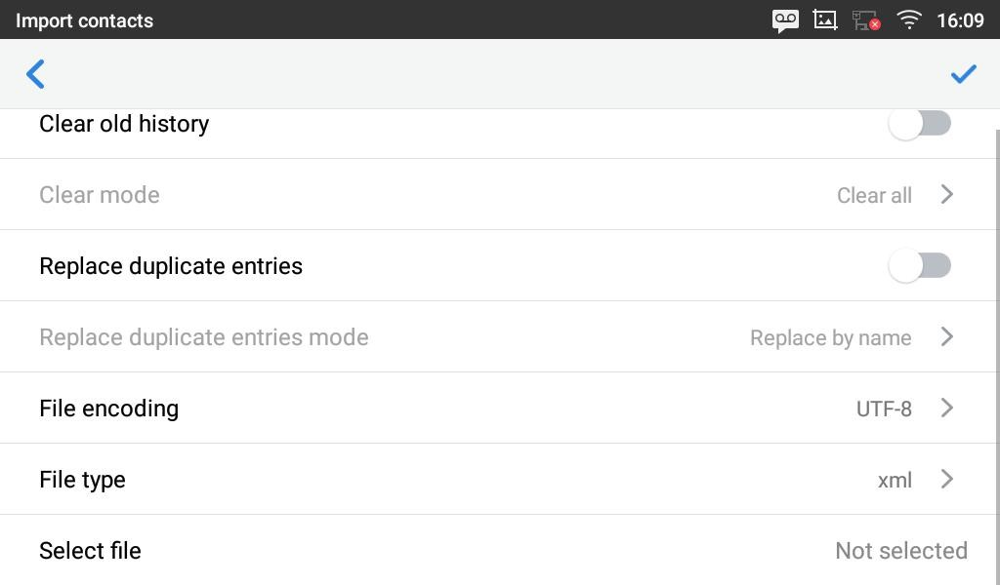 Import contacts
16:09
Clear old history
Clear mode
Clear all
Replace duplicate entries
Replace duplicate entries mode
Replace by name
File encoding
UTF-8
File type
xml
Select file
Not selected